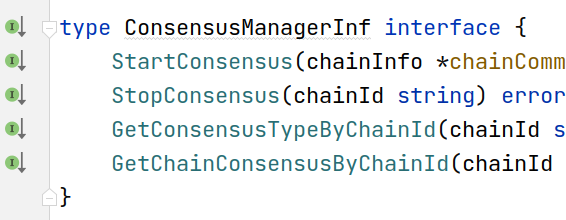 type ConsensusManagerInf interface {
StartConsensus(chainInfo *chainComm
StopConsensus(chainId string) error
GetConsensusTypeByChainId(chainId s
GetChainConsensusByChainId(chainId
}